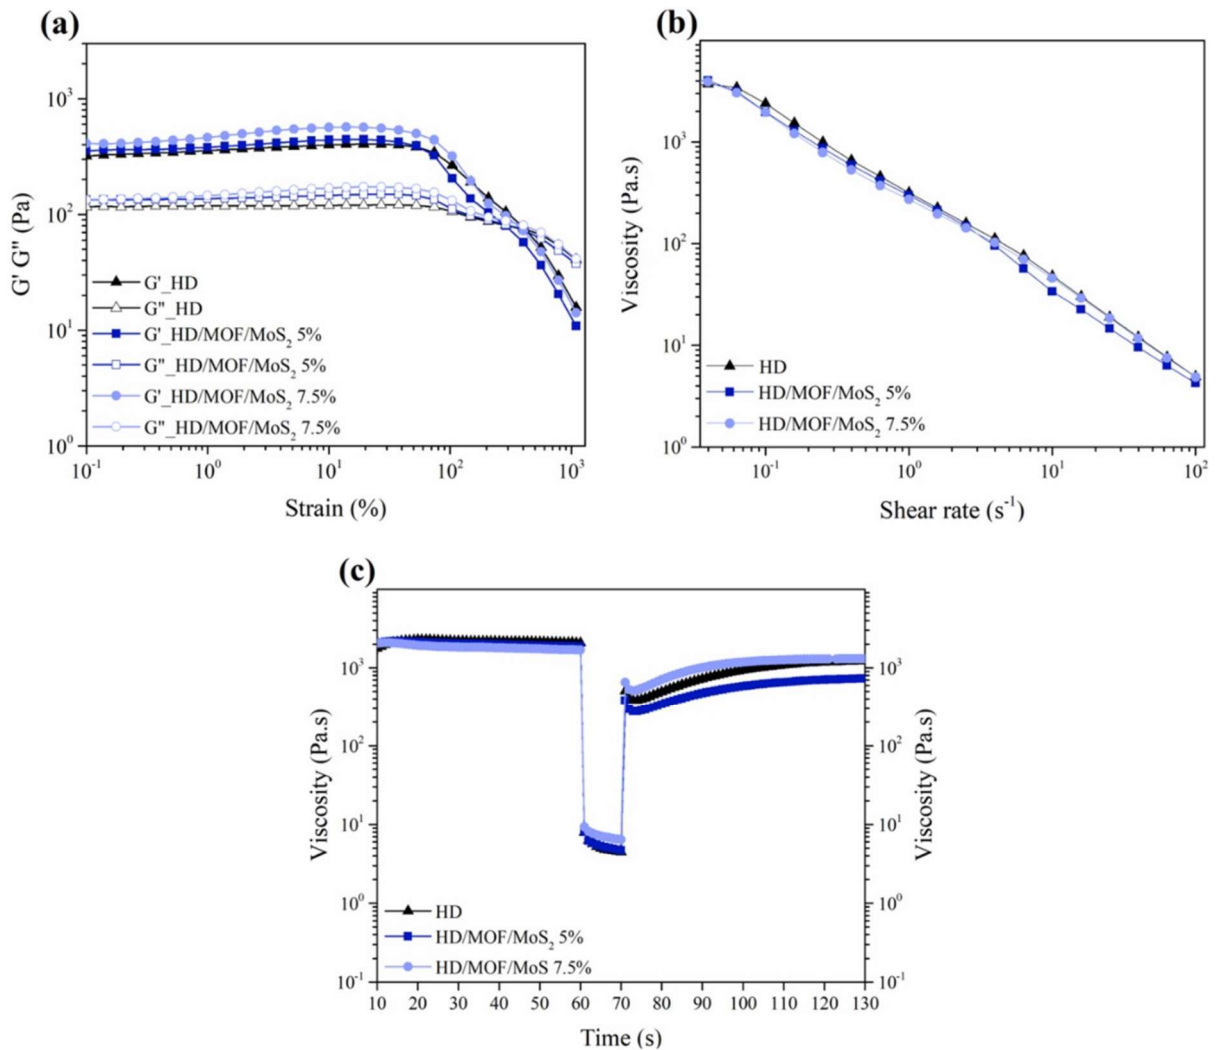 (a)
G' G" (Pa)
10³
10²
10¹
10⁰
G'_HD
G"_HD
G'_HD/MOF/MoS₂ 5%
G"_HD/MOF/MoS₂ 5%
G'_HD/MOF/MoS₂ 7.5%
G"_HD/MOF/MoS₂ 7.5%
10⁻¹ 10⁰ 10¹ 10² 10³
Strain (%)
(b)
Viscosity (Pa.s)
10³
10²
10¹
10⁰
HD
HD/MOF/MoS₂ 5%
HD/MOF/MoS₂ 7.5%
10⁻¹ 10⁰ 10¹ 10²
Shear rate (s⁻¹)
(c)
Viscosity (Pa.s)
10³
10²
10¹
10⁰
10⁻¹
HD
HD/MOF/MoS₂ 5%
HD/MOF/MoS 7.5%
10 20 30 40 50 60 70 80 90 100 110 120 130
Time (s)
10³
10²
10¹
10⁰
10⁻¹
Viscosity (Pa.s)